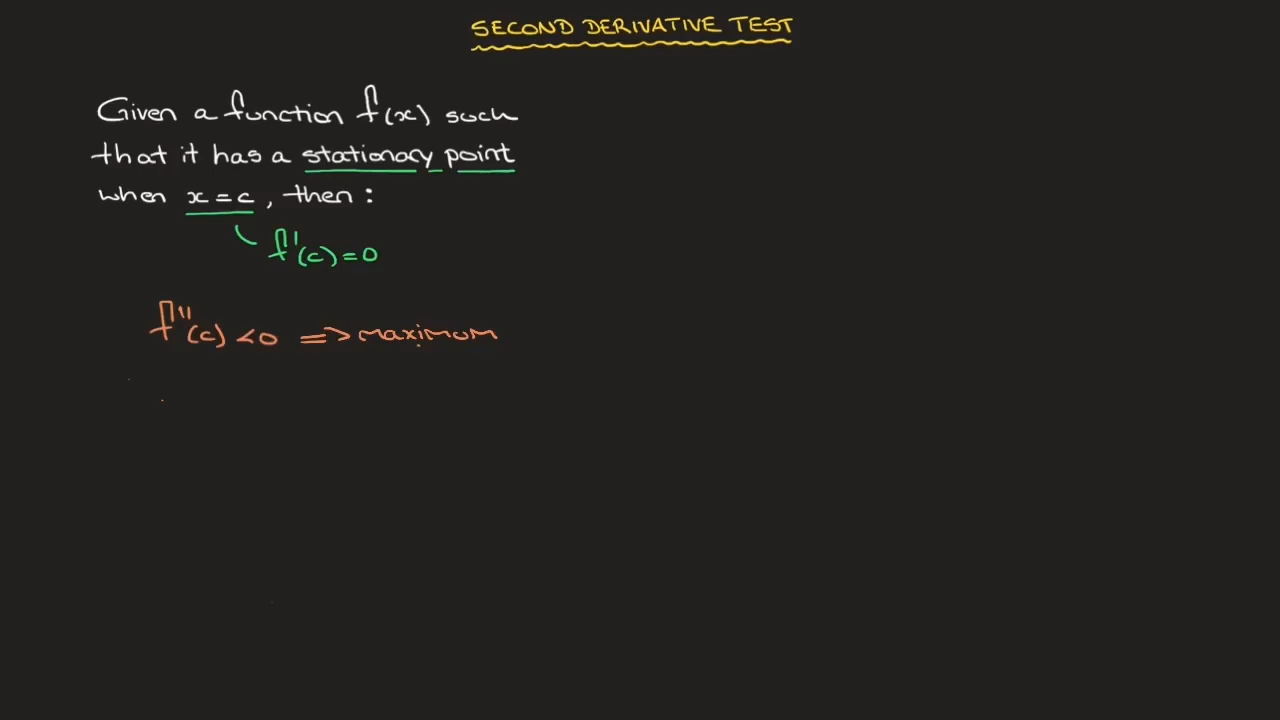 SECOND DERIVATIVE TEST
Given a function f(x) such
that it has a stationary point
when x = c, then:
f'(c) = 0
f''(c) < 0 => maximum